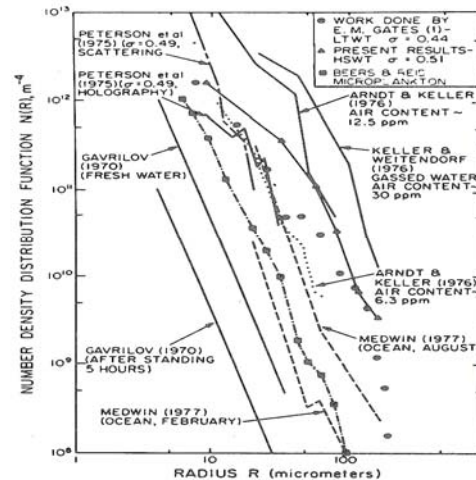 NUMBER DENSITY DISTRIBUTION FUNCTION N(R), m⁻⁴
10¹³
10¹²
10¹¹
10¹⁰
10⁹
10⁸
PETERSON et al
(1975) (σ=0.49,
SCATTERING
PETERSON et al
(1975) (σ=0.49,
HOLOGRAPHY)
GAVRILOV
(1970)
(FRESH WATER)
GAVRILOV (1970)
(AFTER STANDING
5 HOURS)
MEDWIN (1977)
(OCEAN, FEBRUARY)
WORK DONE BY
E. M. GATES (1)-
LTWT σ = 0.44
PRESENT RESULTS-
HSWT σ = 0.51
BEERS & REIS
MICROPLANKTON
ARNDT & KELLER
(1976)
AIR CONTENT-
12.5 ppm
KELLER &
WEITENDORF
(1976)
GASSED WATER
AIR CONTENT-
30 ppm
ARNDT &
KELLER (1976)
AIR CONTENT-
6.3 ppm
MEDWIN (1977)
(OCEAN, AUGUST)
1
10
100
RADIUS R (micrometers)